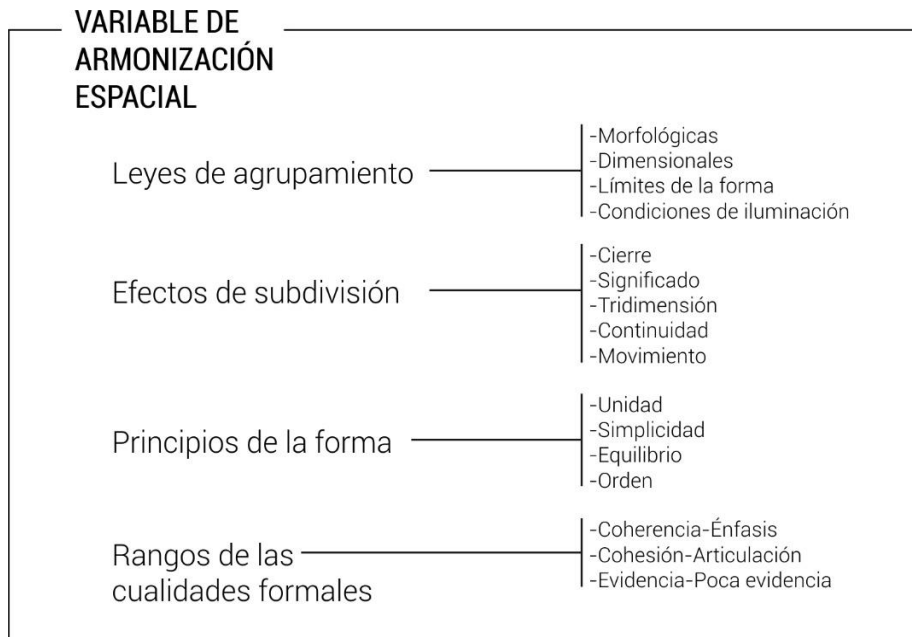 VARIABLE DE
ARMONIZACIÓN
ESPACIAL
Leyes de agrupamiento
-Morfológicas
-Dimensionales
-Límites de la forma
-Condiciones de iluminación
Efectos de subdivisión
-Cierre
-Significado
-Tridimensión
-Continuidad
-Movimiento
Principios de la forma
-Unidad
-Simplicidad
-Equilibrio
-Orden
Rangos de las
cualidades formales
-Coherencia-Énfasis
-Cohesión-Articulación
-Evidencia-Poca evidencia